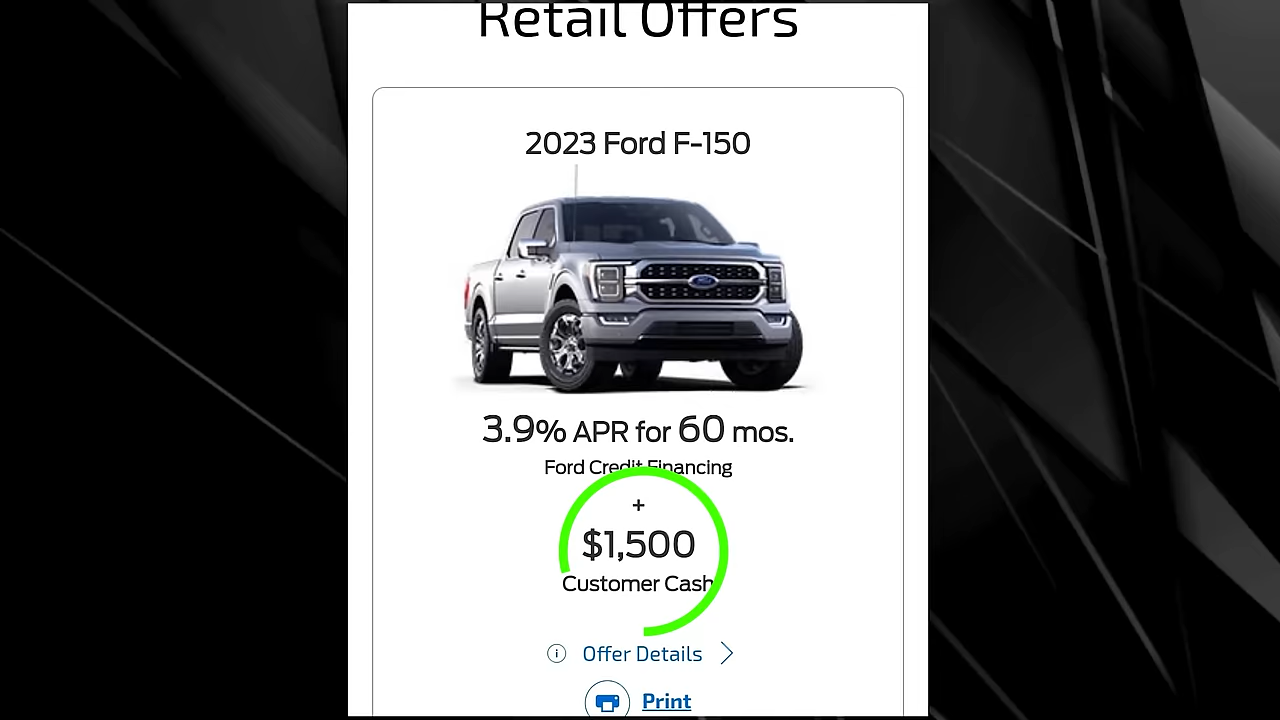 Retail Offers
2023 Ford F-150
Ford
3.9% APR for 60 mos.
Ford Credit Financing
+
$1,500
Customer Cash
Offer Details
Print